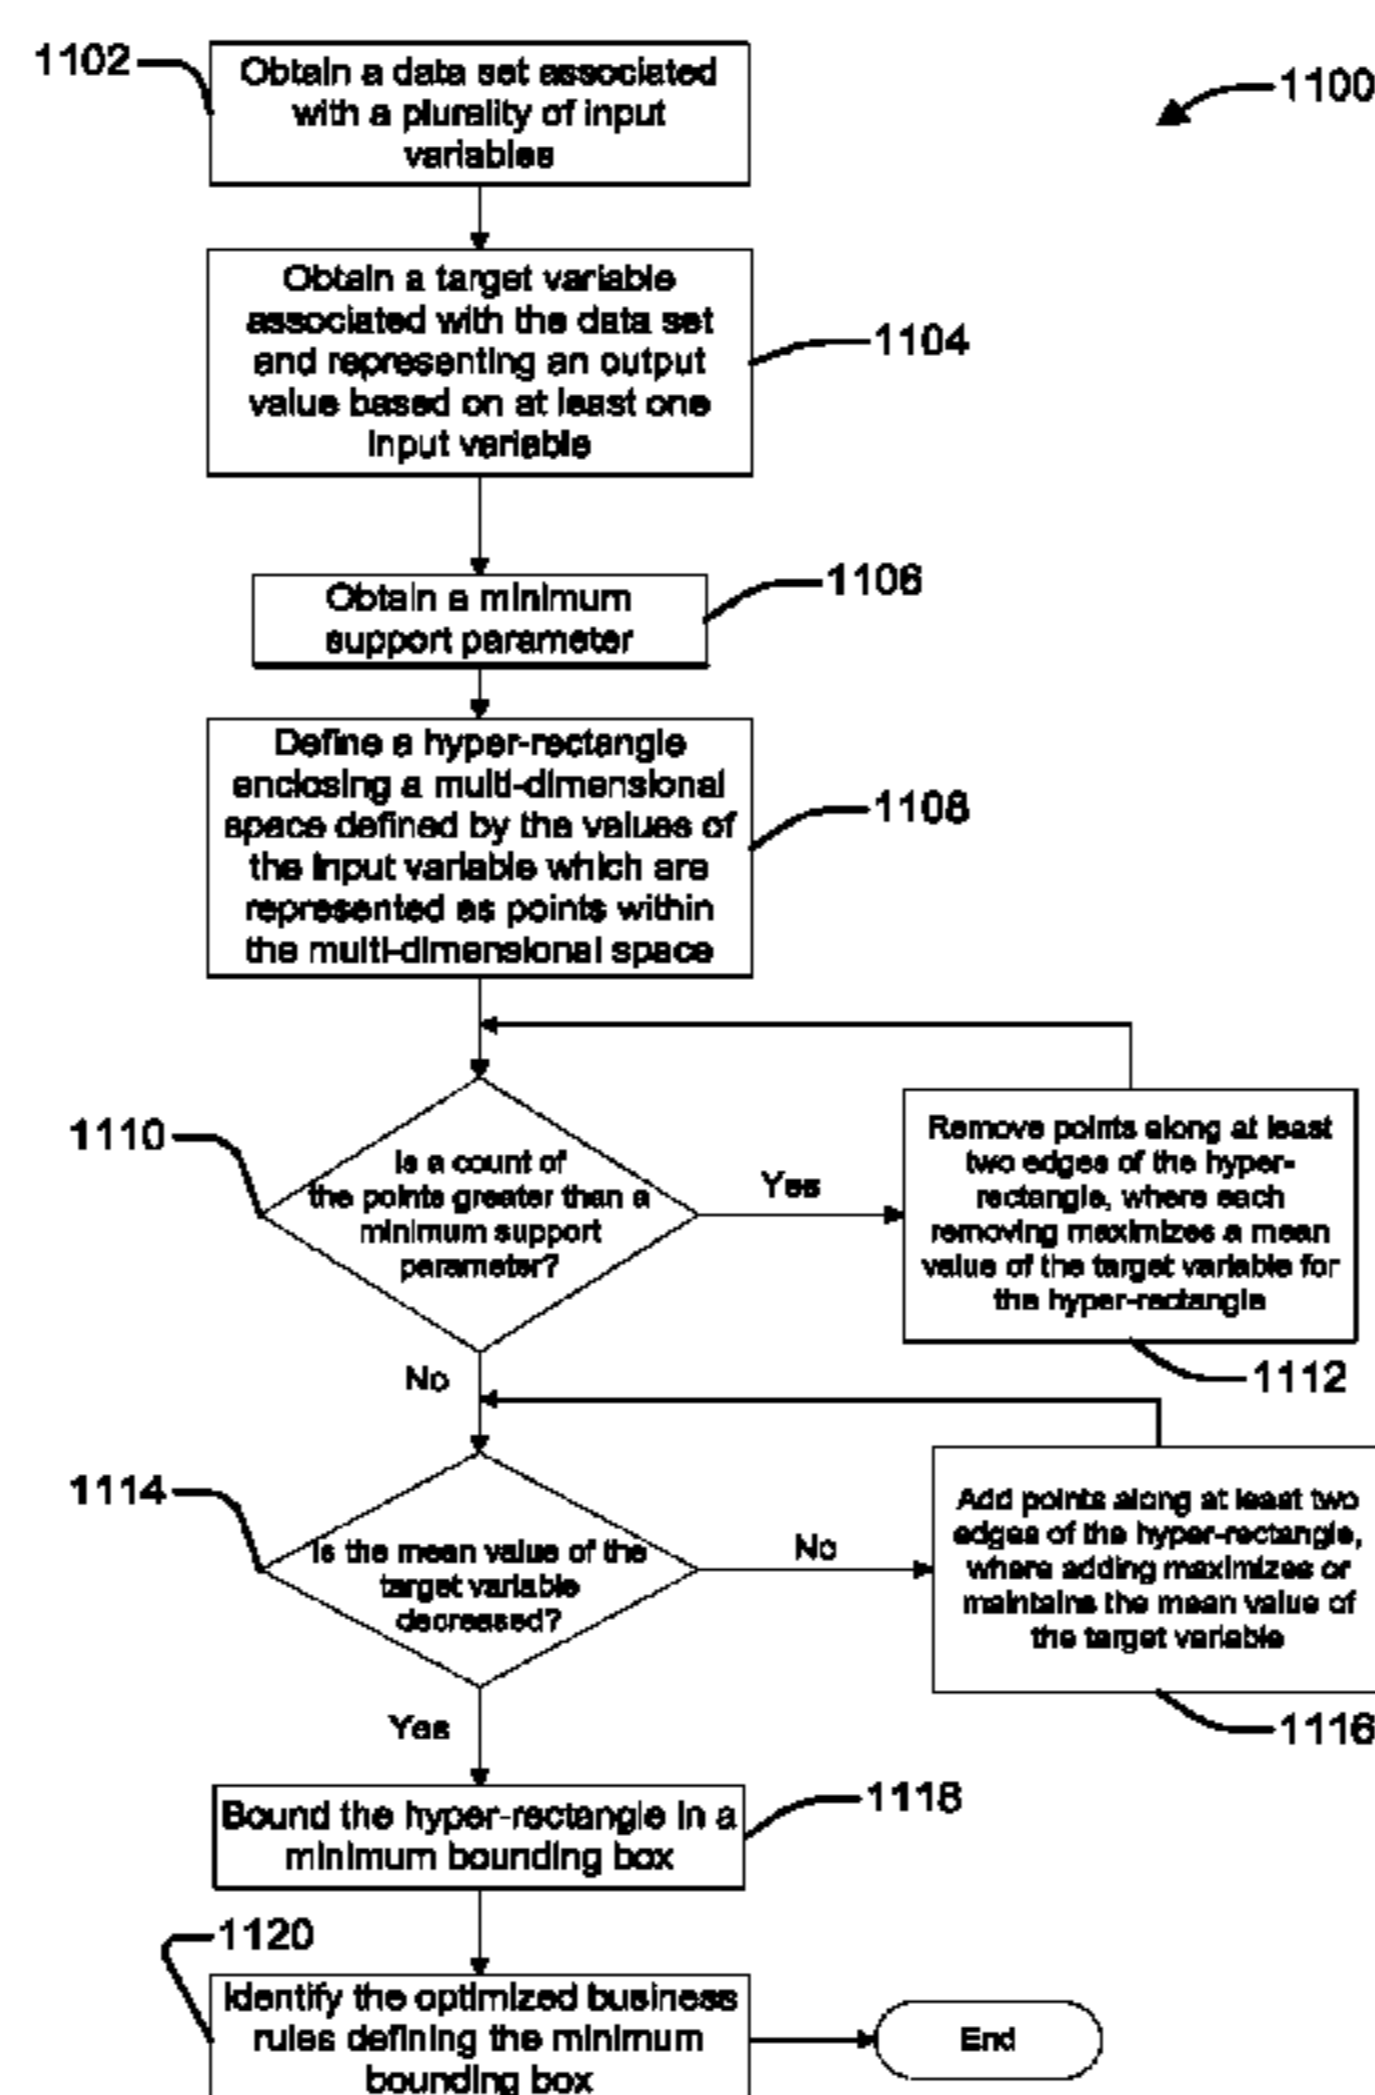 1102
Obtain a data set associated
with a plurality of input
variables
1100
Obtain a target variable
associated with the data set
and representing an output
value based on at least one
input variable
1104
Obtain a minimum
support parameter
1106
Define a hyper-rectangle
enclosing a multi-dimensional
space defined by the values of
the input variable which are
represented as points within
the multi-dimensional space
1108
1110
Is a count of
the points greater than a
minimum support
parameter?
Yes
Remove points along at least
two edges of the hyper-
rectangle, where each
removing maximizes a mean
value of the target variable for
the hyper-rectangle
1112
No
1114
Is the mean value of the
target variable
decreased?
No
Add points along at least two
edges of the hyper-rectangle,
where adding maximizes or
maintains the mean value of
the target variable
1116
Yes
Bound the hyper-rectangle in a
minimum bounding box
1118
1120
Identify the optimized business
rules defining the minimum
bounding box
End